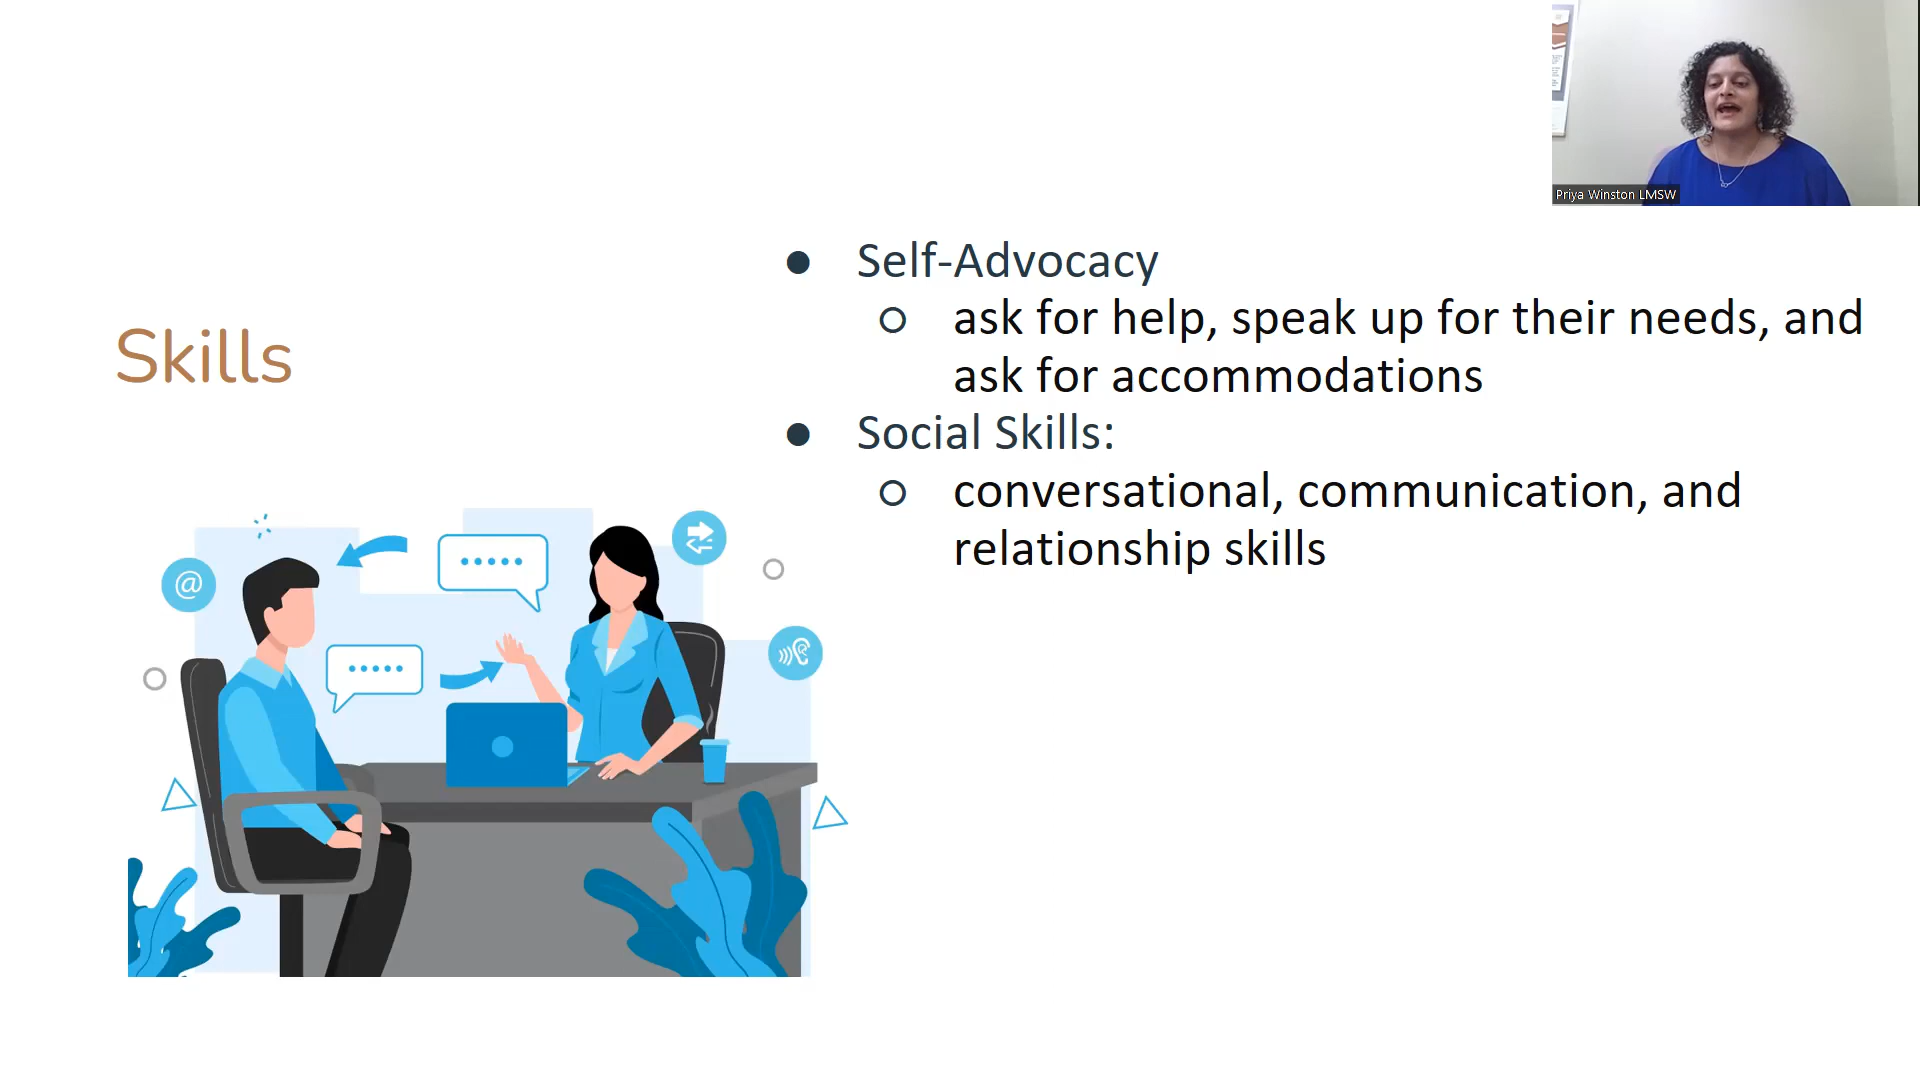 Priya Winston LMSW
Skills
● Self-Advocacy
○ ask for help, speak up for their needs, and
ask for accommodations
● Social Skills:
○ conversational, communication, and
relationship skills
@